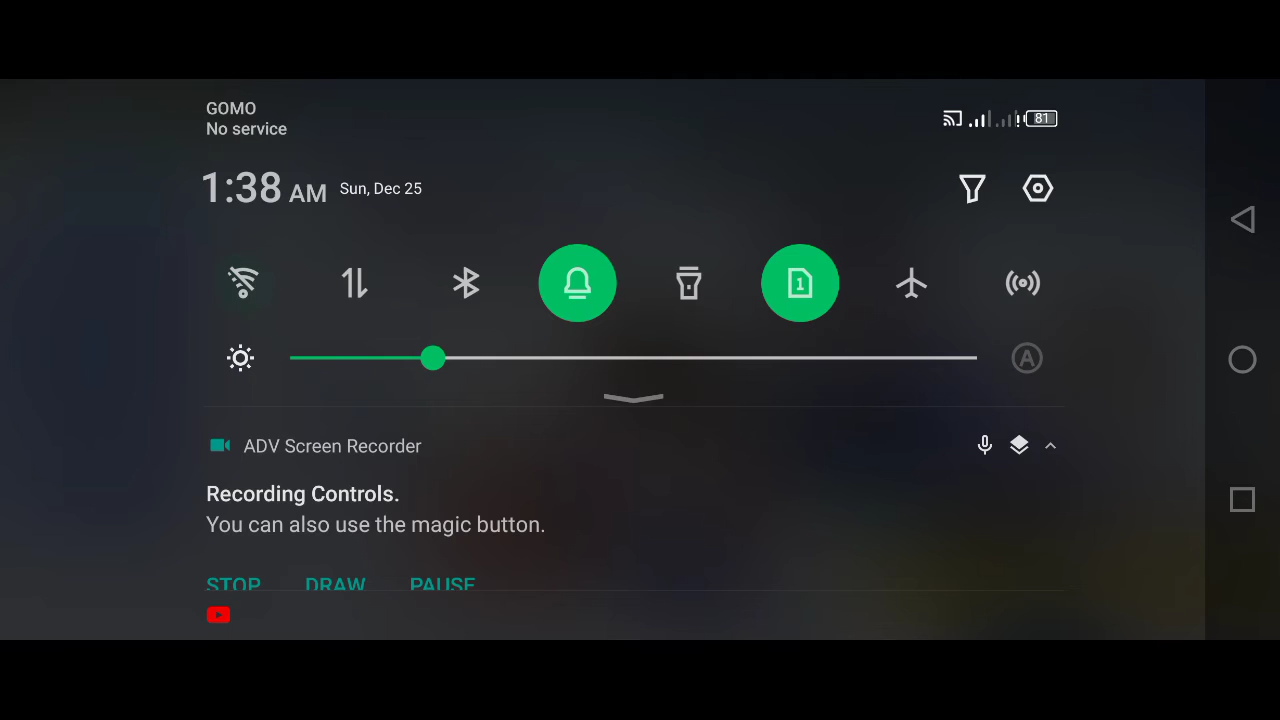 GOMO
No service
81
1:38 AM Sun, Dec 25
1
A
ADV Screen Recorder
Recording Controls.
You can also use the magic button.
STOP DRAW PAUSE